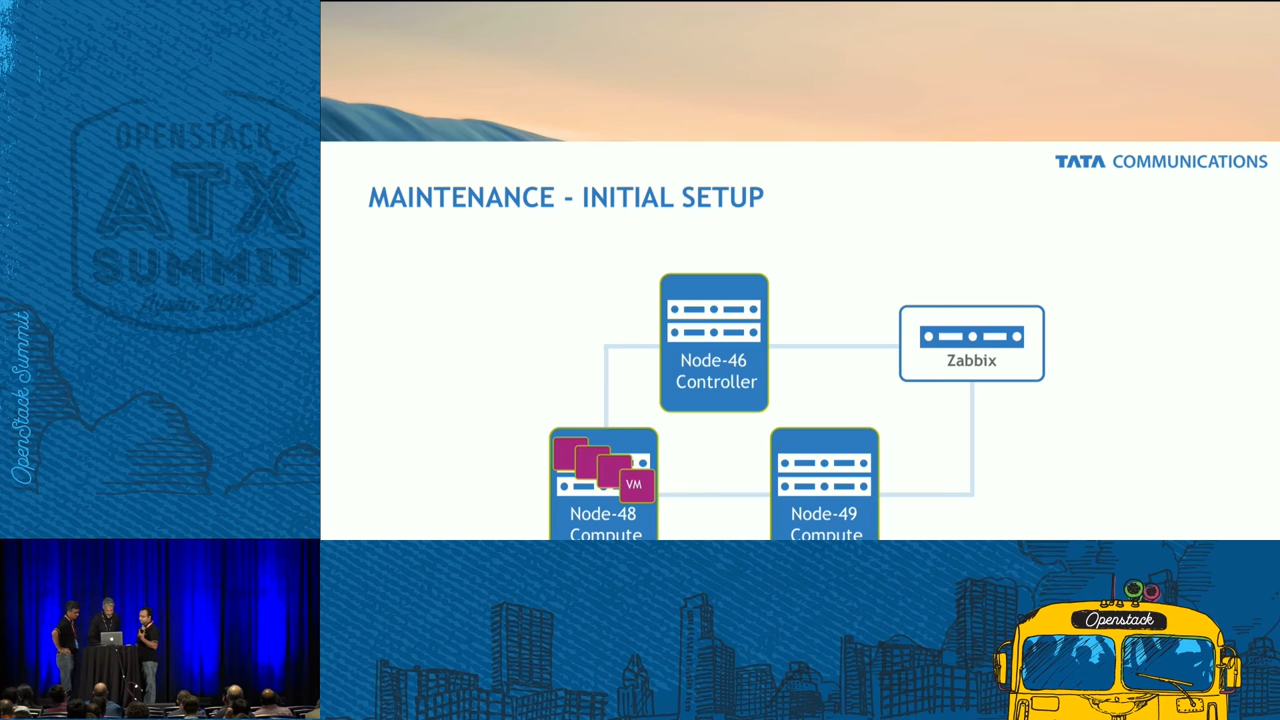 OPENSTACK
ATX
SUMMIT
Austin 2016
OpenStack Summit
TATA COMMUNICATIONS
MAINTENANCE - INITIAL SETUP
Node-46
Controller
Zabbix
VM
Node-48
Compute
Node-49
Compute
Openstack